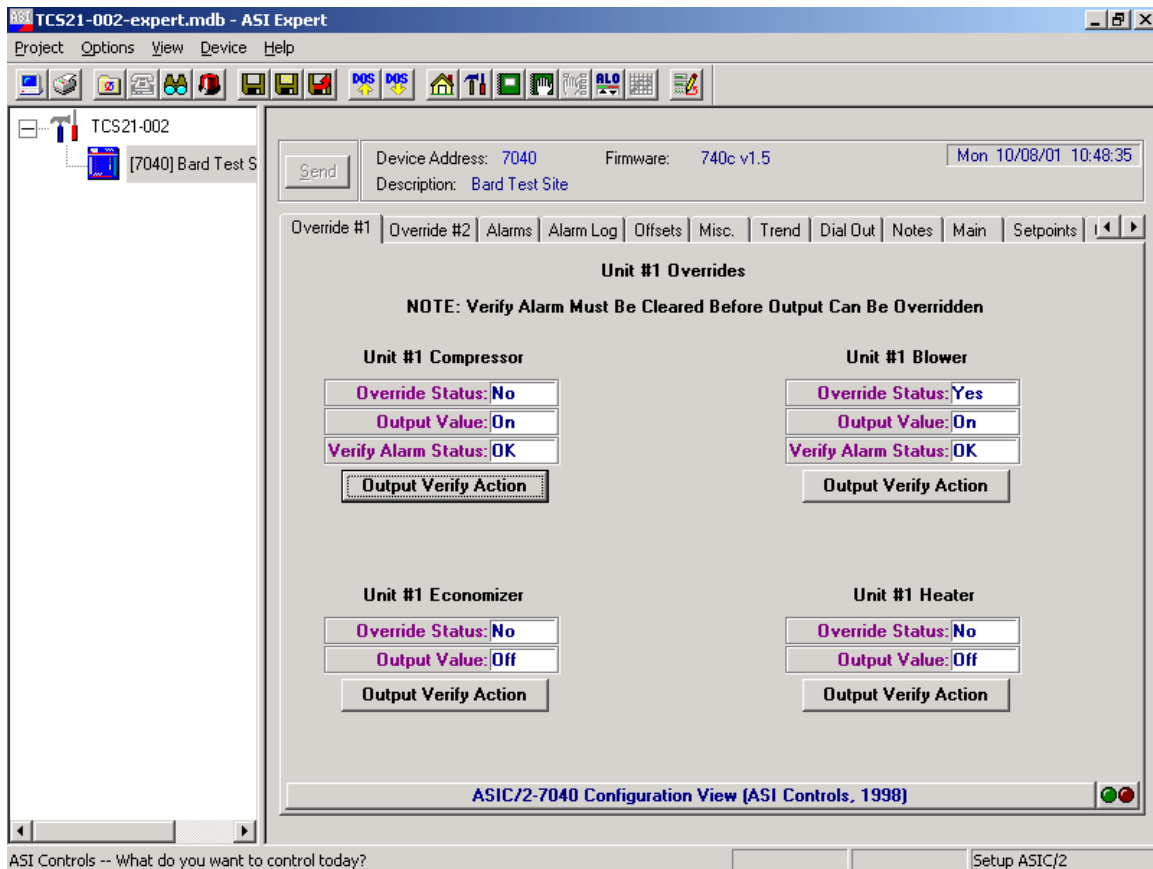 TCS21-002-expert.mdb - ASI Expert
Project Options View Device Help
DOS DOS ALO
TCS21-002
[7040] Bard Test S
Send
Device Address: 7040 Firmware: 740c v1.5 Mon 10/08/01 10:48:35
Description: Bard Test Site
Override #1 Override #2 Alarms Alarm Log Offsets Misc. Trend Dial Out Notes Main Setpoints
Unit #1 Overrides
NOTE: Verify Alarm Must Be Cleared Before Output Can Be Overridden
Unit #1 Compressor Unit #1 Blower
Override Status: No Override Status: Yes
Output Value: On Output Value: On
Verify Alarm Status: OK Verify Alarm Status: OK
Output Verify Action Output Verify Action
Unit #1 Economizer Unit #1 Heater
Override Status: No Override Status: No
Output Value: Off Output Value: Off
Output Verify Action Output Verify Action
ASIC/2-7040 Configuration View (ASI Controls, 1998)
ASI Controls -- What do you want to control today? Setup ASIC/2